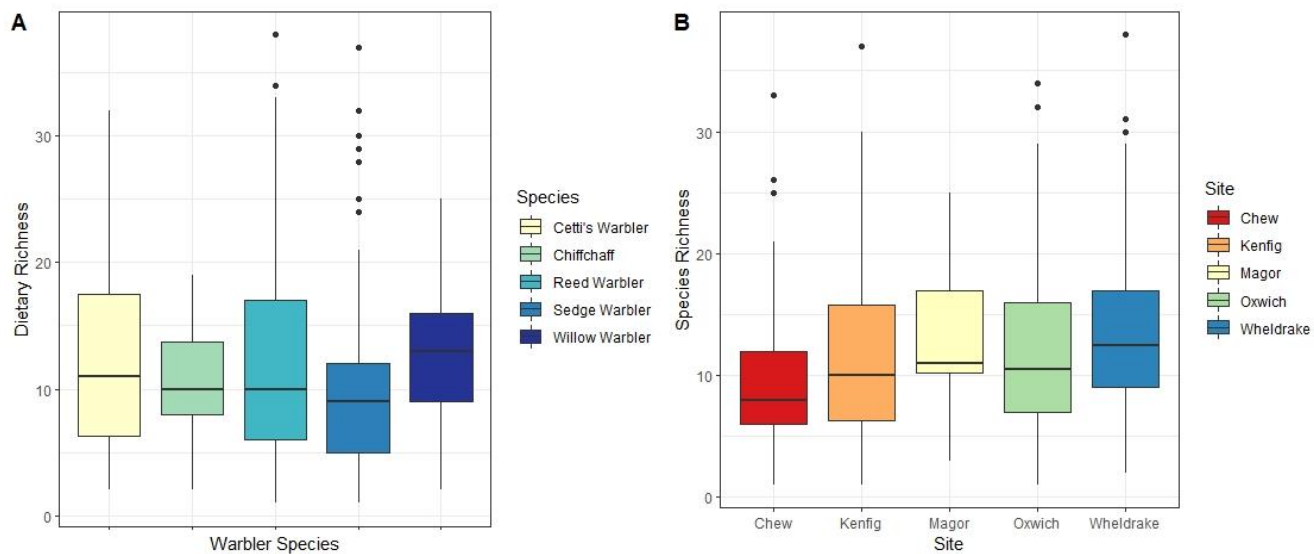 A
Dietary Richness
30
20
10
0
Warbler Species
Species
Cetti's Warbler
Chiffchaff
Reed Warbler
Sedge Warbler
Willow Warbler
B
Species Richness
30
20
10
0
Chew Kenfig Magor Oxwich Wheldrake
Site
Site
Chew
Kenfig
Magor
Oxwich
Wheldrake